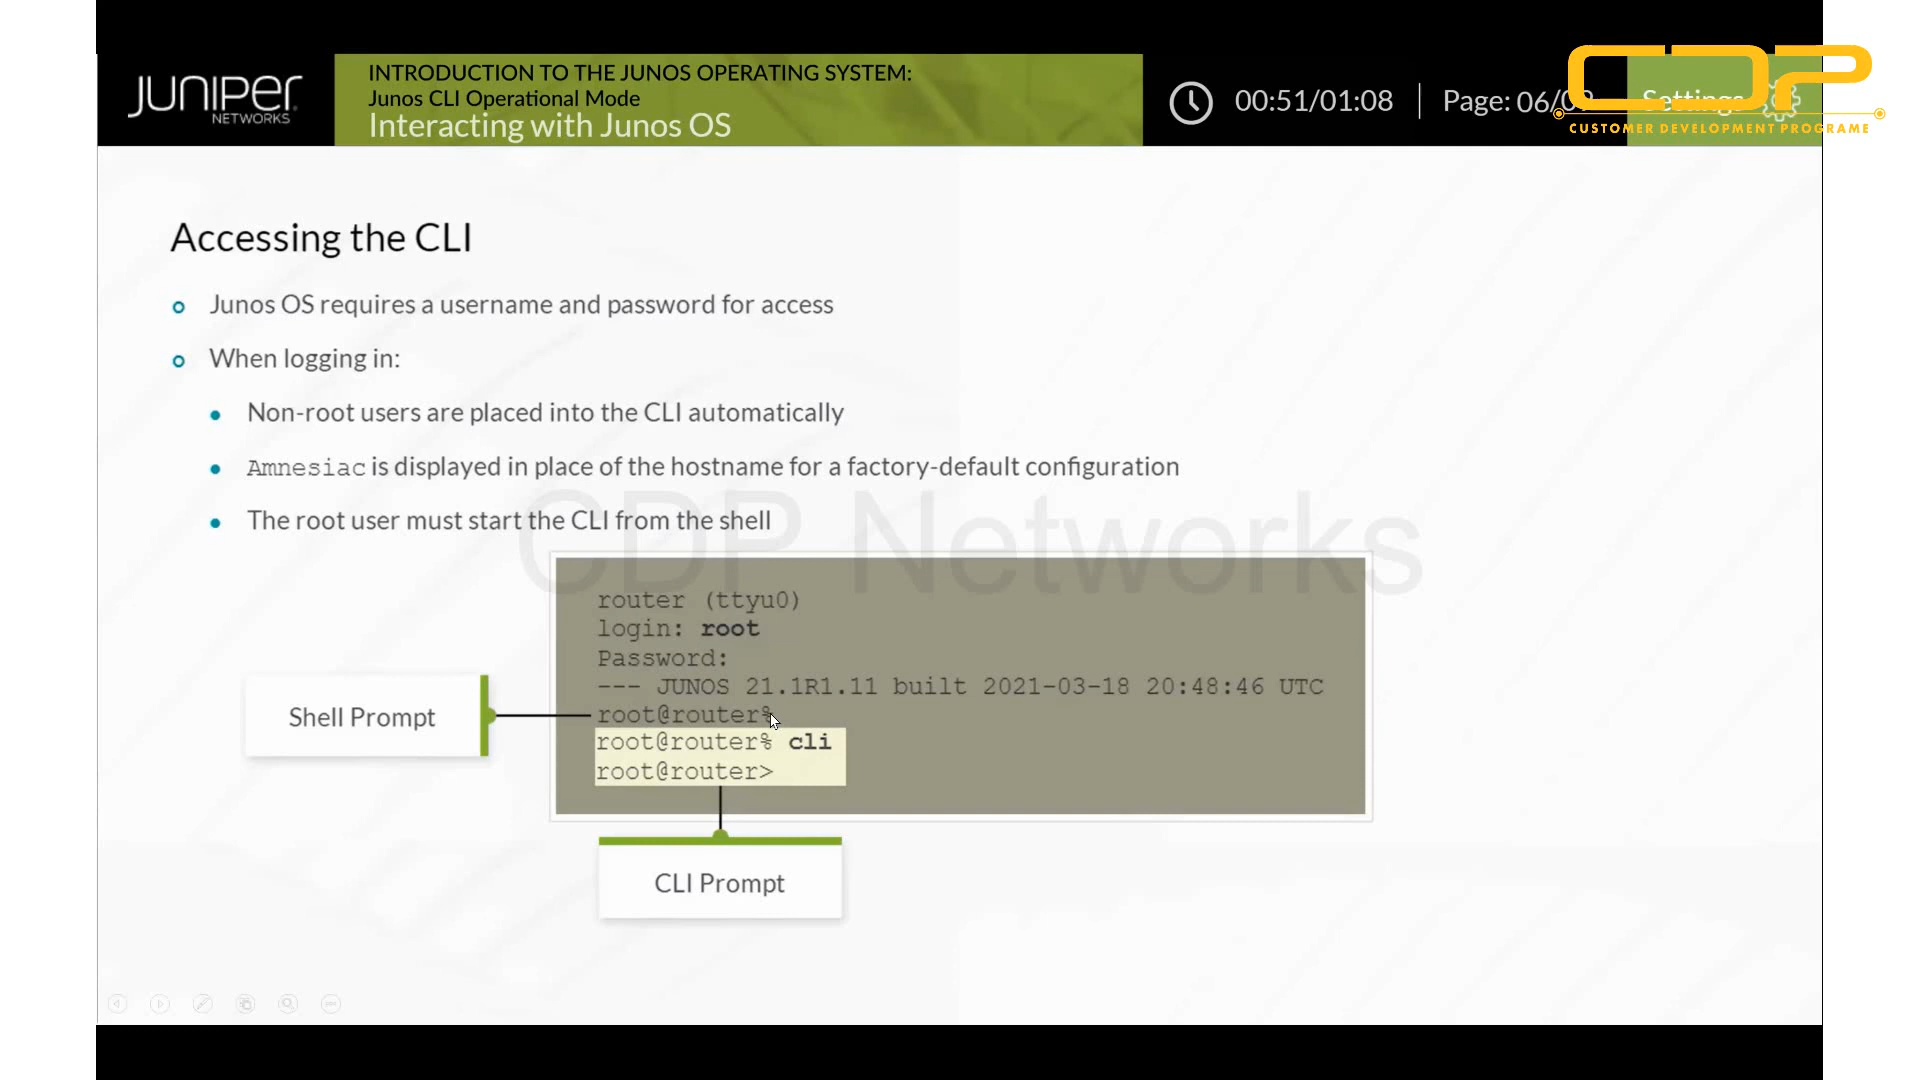 JUNIPER
NETWORKS
INTRODUCTION TO THE JUNOS OPERATING SYSTEM:
Junos CLI Operational Mode
Interacting with Junos OS
00:51/01:08
Page: 06/
Settings
CDP
CUSTOMER DEVELOPMENT PROGRAME
Accessing the CLI
Junos OS requires a username and password for access
When logging in:
Non-root users are placed into the CLI automatically
Amnesiac is displayed in place of the hostname for a factory-default configuration
The root user must start the CLI from the shell
CDP Networks
router (ttyu0)
login: root
Password:
--- JUNOS 21.1R1.11 built 2021-03-18 20:48:46 UTC
root@router%
root@router% cli
root@router>
Shell Prompt
CLI Prompt